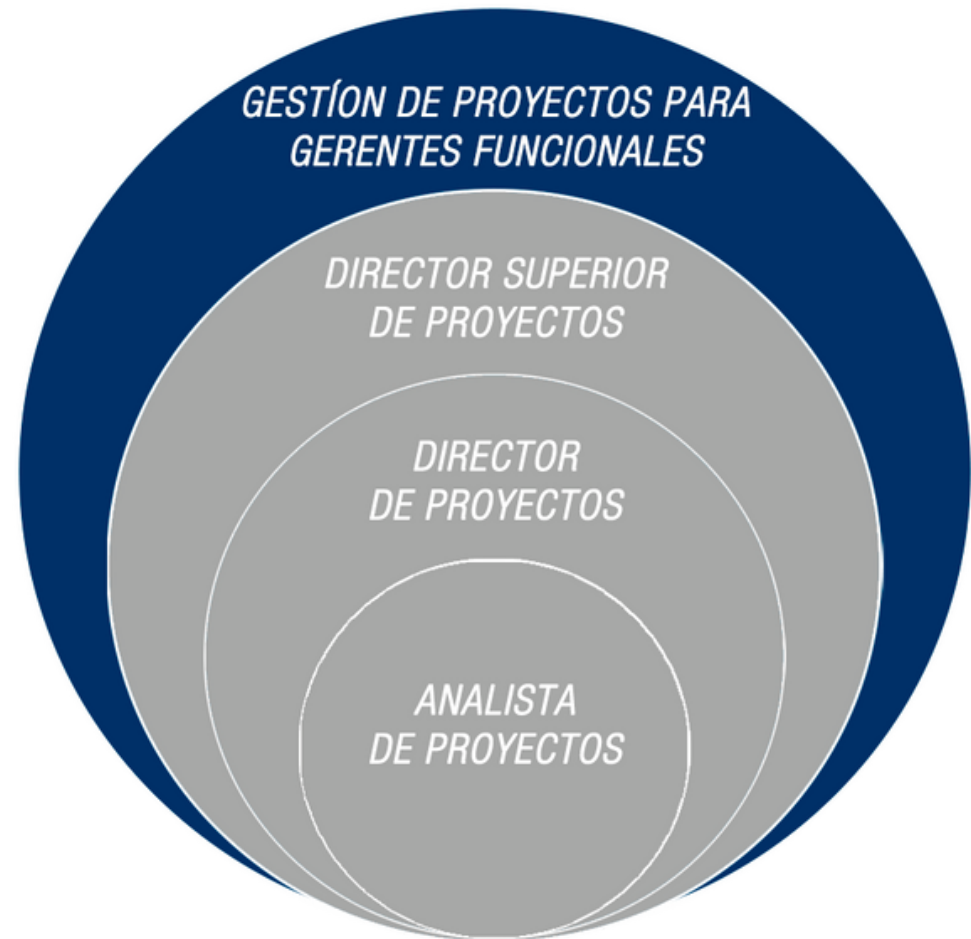 GESTÍON DE PROYECTOS PARA
GERENTES FUNCIONALES
DIRECTOR SUPERIOR
DE PROYECTOS
DIRECTOR
DE PROYECTOS
ANALISTA
DE PROYECTOS